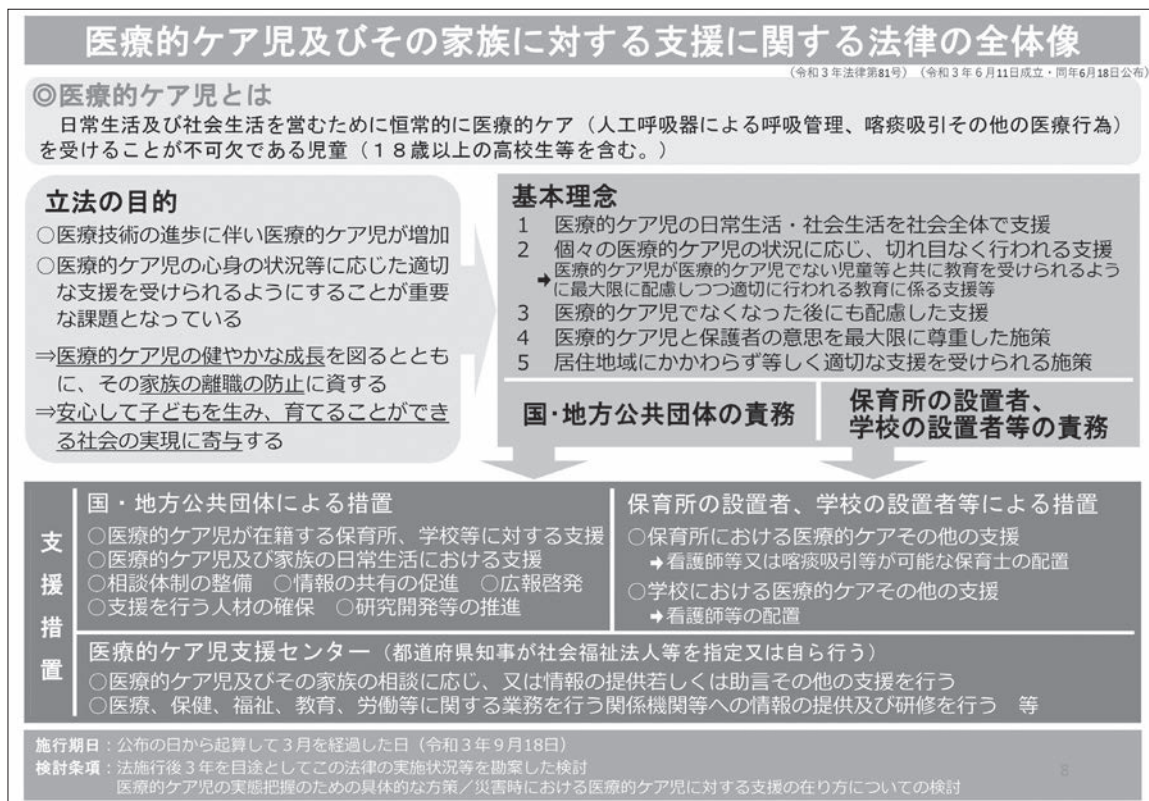 医療的ケア児及びその家族に対する支援に関する法律の全体像
(令和3年法律第81号)(令和3年6月11日成立・同年6月18日公布)
◎医療的ケア児とは
日常生活及び社会生活を営むために恒常的に医療的ケア(人工呼吸器による呼吸管理、喀痰吸引その他の医療行為)
を受けることが不可欠である児童(18歳以上の高校生等を含む。)
立法の目的
○医療技術の進歩に伴い医療的ケア児が増加
○医療的ケア児の心身の状況等に応じた適切
な支援を受けられるようにすることが重要
な課題となっている
⇒医療的ケア児の健やかな成長を図るととも
に、その家族の離職の防止に資する
⇒安心して子どもを生み、育てることができ
る社会の実現に寄与する
基本理念
1 医療的ケア児の日常生活・社会生活を社会全体で支援
2 個々の医療的ケア児の状況に応じ、切れ目なく行われる支援
➡医療的ケア児が医療的ケア児でない児童等と共に教育を受けられるよう
に最大限に配慮しつつ適切に行われる教育に係る支援等
3 医療的ケア児でなくなった後にも配慮した支援
4 医療的ケア児と保護者の意思を最大限に尊重した施策
5 居住地域にかかわらず等しく適切な支援を受けられる施策
国・地方公共団体の責務
保育所の設置者、
学校の設置者等の責務
支援措置
国・地方公共団体による措置
○医療的ケア児が在籍する保育所、学校等に対する支援
○医療的ケア児及び家族の日常生活における支援
○相談体制の整備 ○情報の共有の促進 ○広報啓発
○支援を行う人材の確保 ○研究開発等の推進
保育所の設置者、学校の設置者等による措置
○保育所における医療的ケアその他の支援
➡看護師等又は喀痰吸引等が可能な保育士の配置
○学校における医療的ケアその他の支援
➡看護師等の配置
医療的ケア児支援センター(都道府県知事が社会福祉法人等を指定又は自ら行う)
○医療的ケア児及びその家族の相談に応じ、又は情報の提供若しくは助言その他の支援を行う
○医療、保健、福祉、教育、労働等に関する業務を行う関係機関等への情報の提供及び研修を行う 等
施行期日:公布の日から起算して3月を経過した日(令和3年9月18日)
検討条項:法施行後3年を目途としてこの法律の実施状況等を勘案した検討
医療的ケア児の実態把握のための具体的な方策/災害時における医療的ケア児に対する支援の在り方についての検討
8